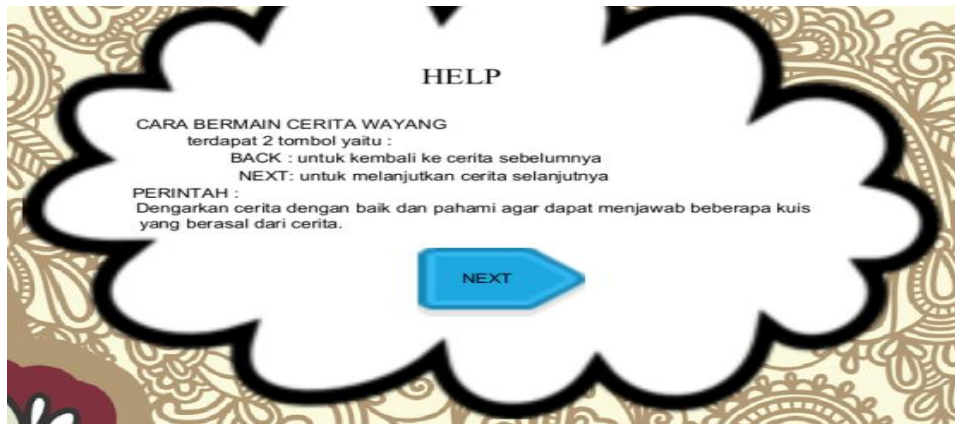 HELP
CARA BERMAIN CERITA WAYANG
terdapat 2 tombol yaitu :
BACK : untuk kembali ke cerita sebelumnya
NEXT: untuk melanjutkan cerita selanjutnya
PERINTAH :
Dengarkan cerita dengan baik dan pahami agar dapat menjawab beberapa kuis
yang berasal dari cerita.
NEXT